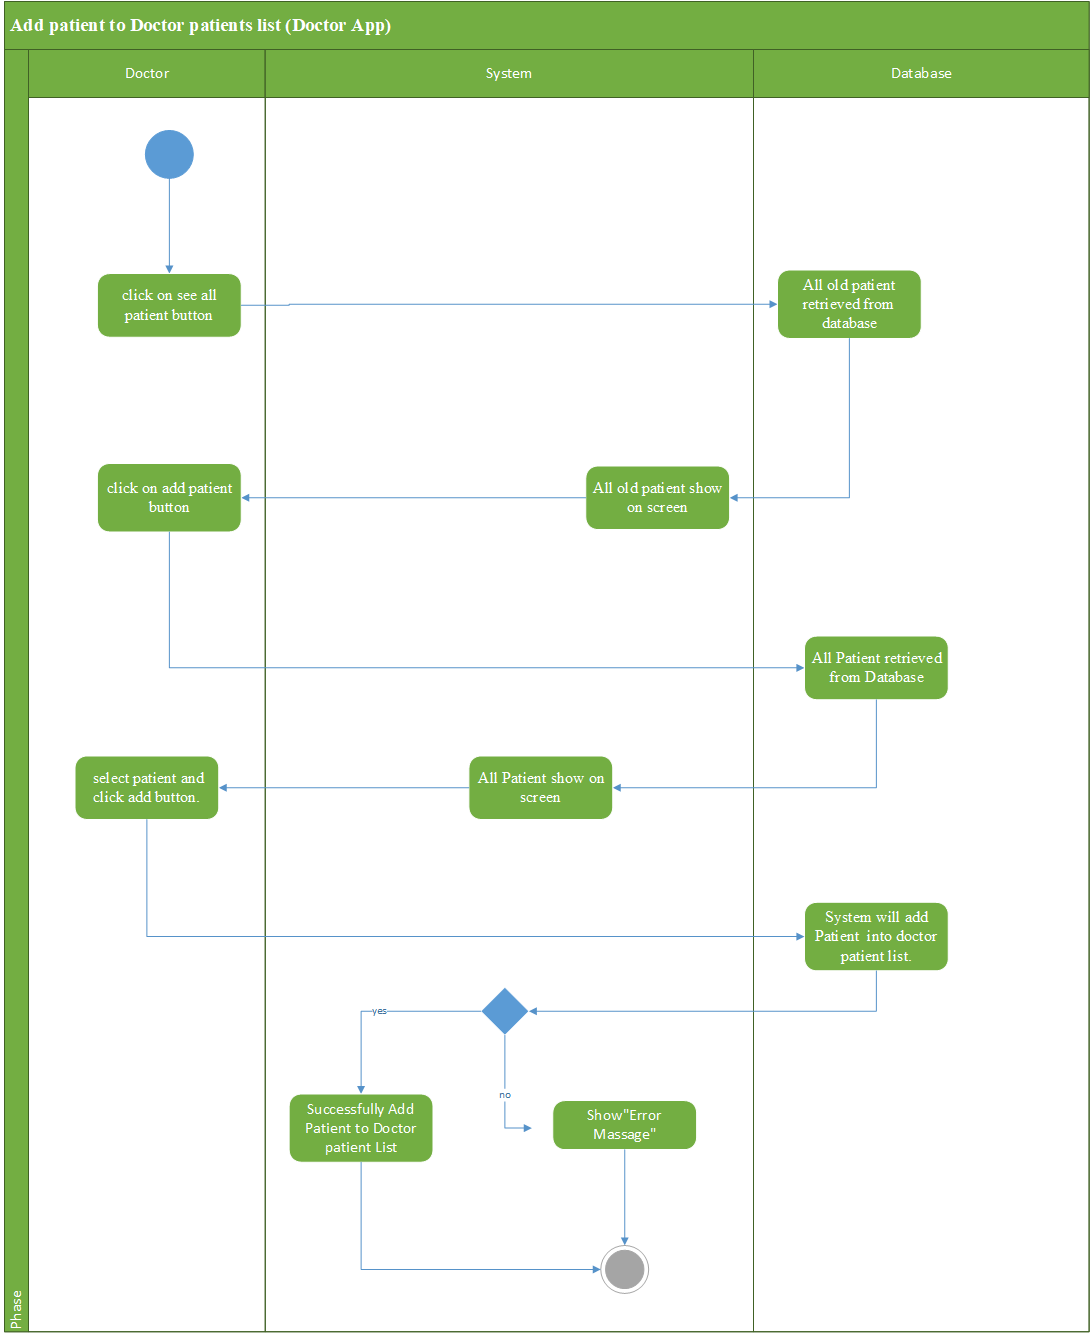 Add patient to Doctor patients list (Doctor App)
Doctor
System
Database
click on see all
patient button
All old patient
retrieved from
database
click on add patient
button
All old patient show
on screen
All Patient retrieved
from Database
select patient and
click add button.
All Patient show on
screen
System will add
Patient into doctor
patient list.
yes
no
Successfully Add
Patient to Doctor
patient List
Show"Error
Massage"
Phase